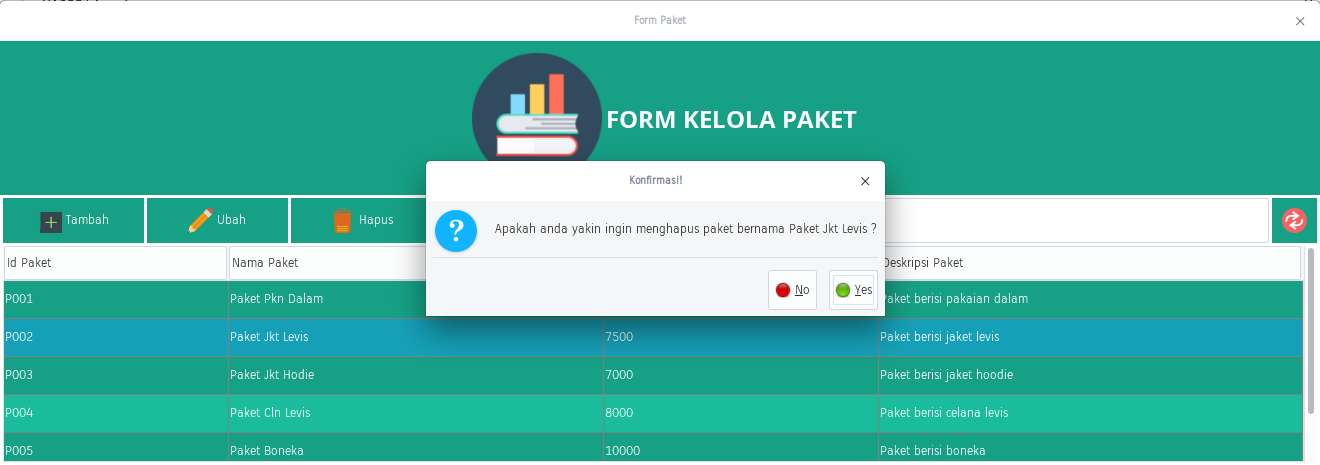 Form Paket
FORM KELOLA PAKET
Konfirmasi!
Apakah anda yakin ingin menghapus paket bernama Paket Jkt Levis ?
No Yes
Tambah Ubah Hapus
Id Paket Nama Paket Deskripsi Paket
P001 Paket Pkn Dalam Paket berisi pakaian dalam
P002 Paket Jkt Levis 7500 Paket berisi jaket levis
P003 Paket Jkt Hodie 7000 Paket berisi jaket hoodie
P004 Paket Cln Levis 8000 Paket berisi celana levis
P005 Paket Boneka 10000 Paket berisi boneka